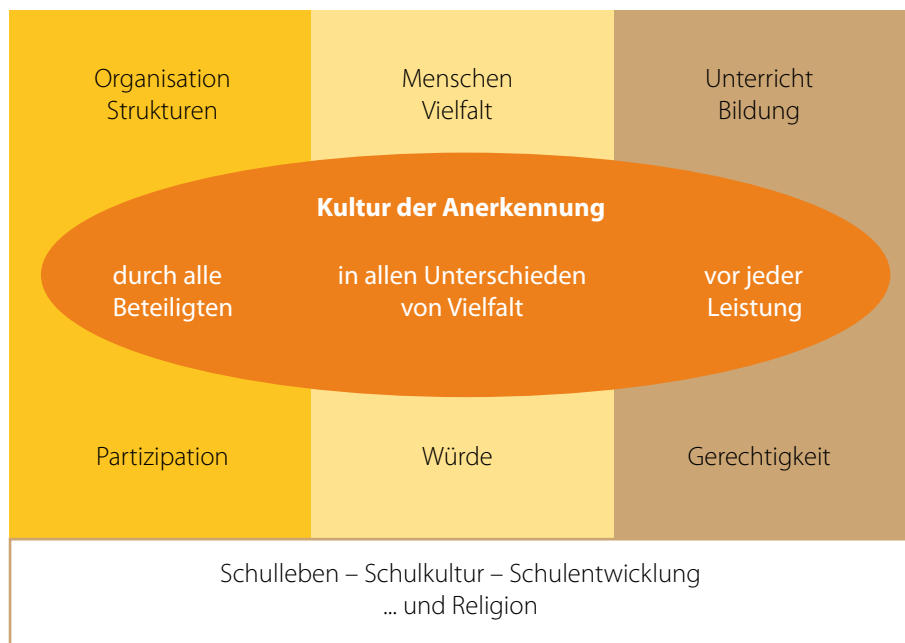 Organisation
Strukturen
Menschen
Vielfalt
Unterricht
Bildung
Kultur der Anerkennung
durch alle
Beteiligten
in allen Unterschieden
von Vielfalt
vor jeder
Leistung
Partizipation
Würde
Gerechtigkeit
Schulleben – Schulkultur – Schulentwicklung
... und Religion